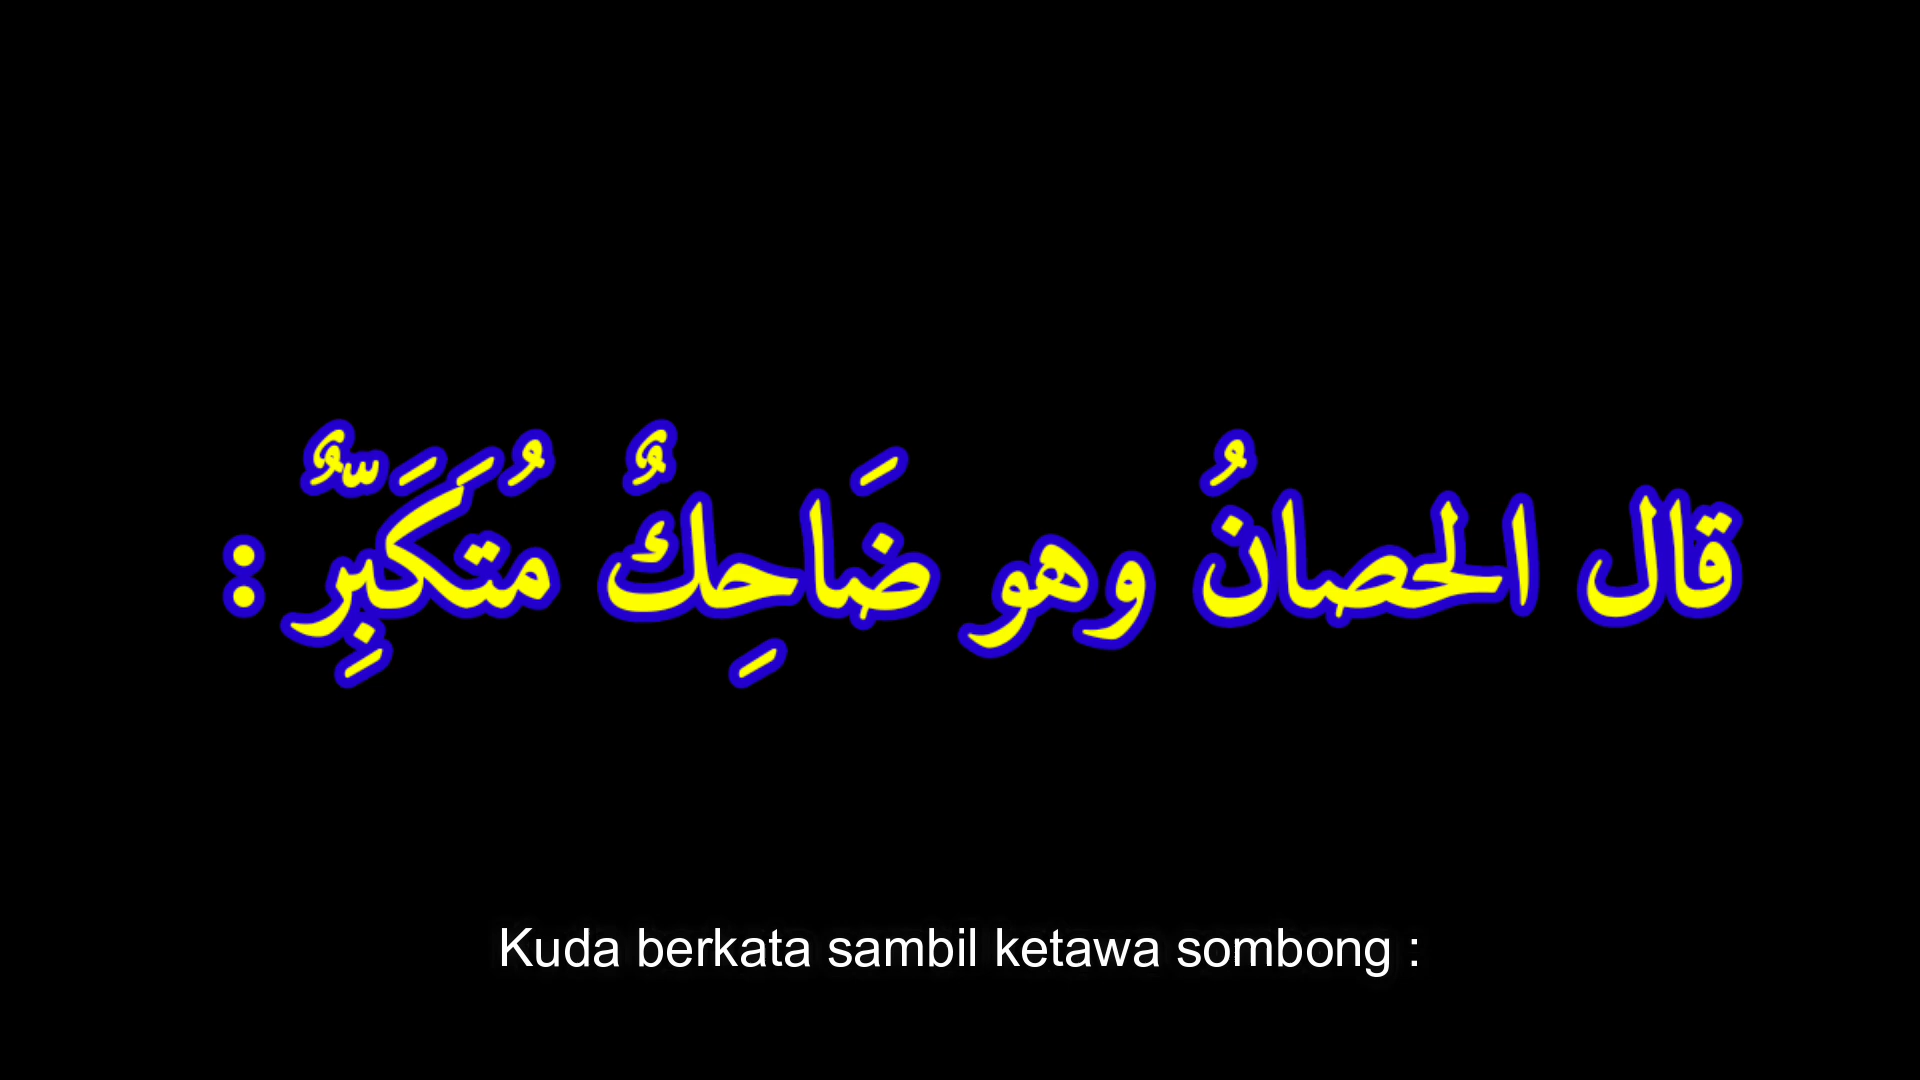 قال الحصانُ وهو ضَاحِكٌ مُتَكَبِّرٌ :
Kuda berkata sambil ketawa sombong :